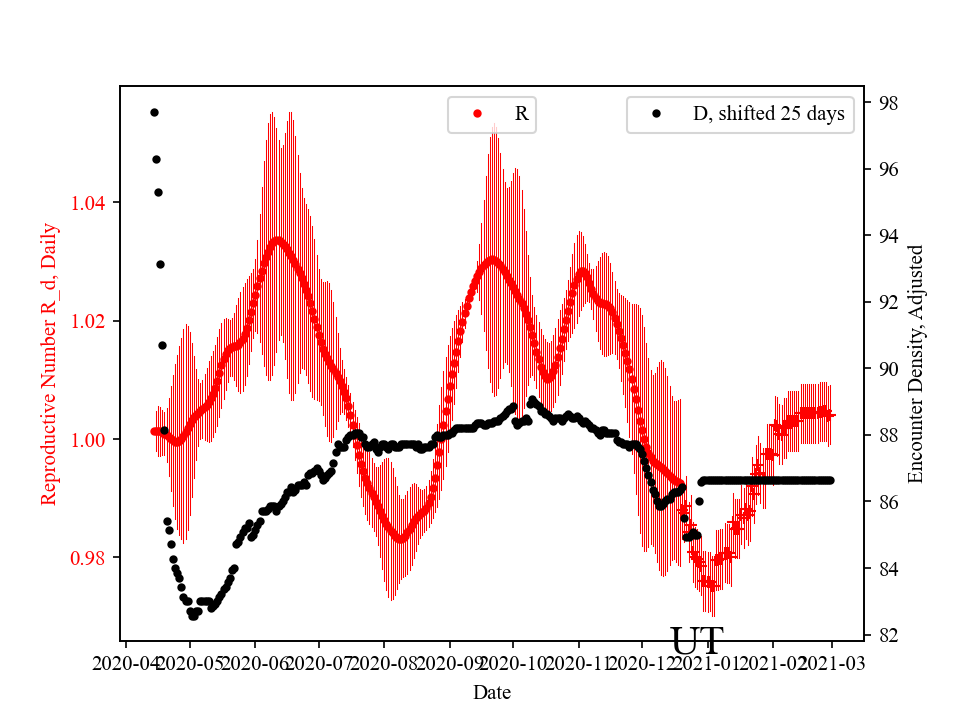 R
D, shifted 25 days
Reproductive Number R_d, Daily
1.04
1.02
1.00
0.98
98
96
94
92
90
88
86
84
82
Encounter Density, Adjusted
UT
2020-04 2020-05 2020-06 2020-07 2020-08 2020-09 2020-10 2020-11 2020-12 2021-01 2021-02 2021-03
Date